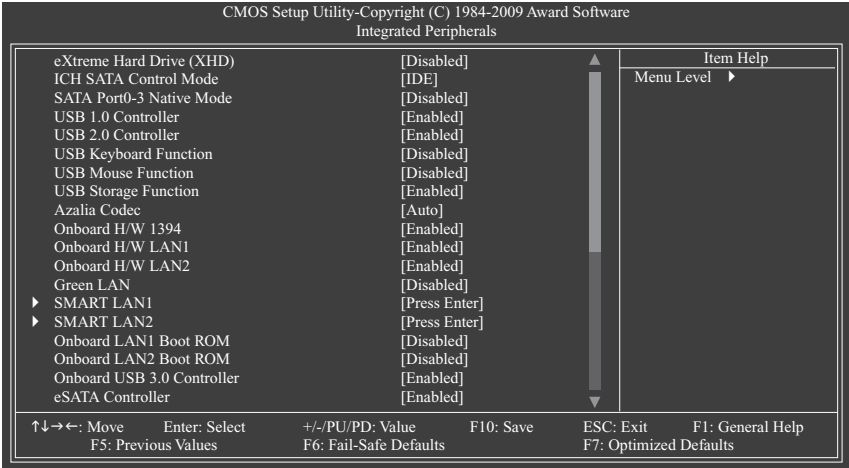 CMOS Setup Utility-Copyright (C) 1984-2009 Award Software
Integrated Peripherals
eXtreme Hard Drive (XHD) [Disabled]
ICH SATA Control Mode [IDE]
SATA Port0-3 Native Mode [Disabled]
USB 1.0 Controller [Enabled]
USB 2.0 Controller [Enabled]
USB Keyboard Function [Disabled]
USB Mouse Function [Disabled]
USB Storage Function [Enabled]
Azalia Codec [Auto]
Onboard H/W 1394 [Enabled]
Onboard H/W LAN1 [Enabled]
Onboard H/W LAN2 [Enabled]
Green LAN [Disabled]
SMART LAN1 [Press Enter]
SMART LAN2 [Press Enter]
Onboard LAN1 Boot ROM [Disabled]
Onboard LAN2 Boot ROM [Disabled]
Onboard USB 3.0 Controller [Enabled]
eSATA Controller [Enabled]
Item Help
Menu Level
↑↓→←: Move Enter: Select +/-/PU/PD: Value F10: Save ESC: Exit F1: General Help
F5: Previous Values F6: Fail-Safe Defaults F7: Optimized Defaults